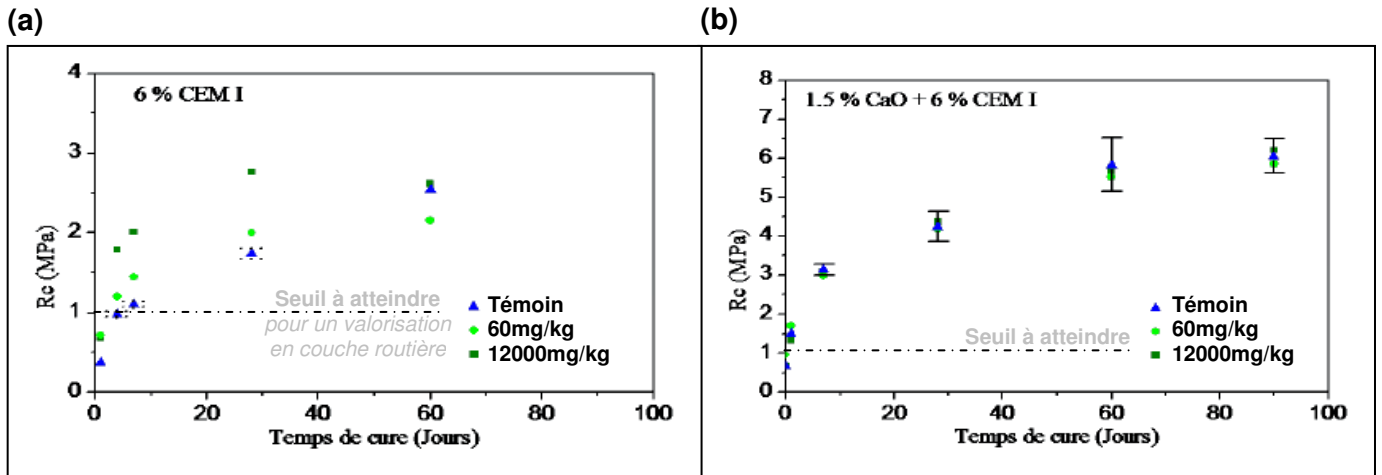 (a)
(b)
4
3
2
1
0
0
20
40
60
80
100
Rc (MPa)
Temps de cure (Jours)
6 % CEM I
Seuil à atteindre
pour un valorisation
en couche routière
Témoin
60mg/kg
12000mg/kg
8
7
6
5
4
3
2
1
0
0
20
40
60
80
100
Rc (MPa)
Temps de cure (Jours)
1.5 % CaO + 6 % CEM I
Seuil à atteindre
Témoin
60mg/kg
12000mg/kg